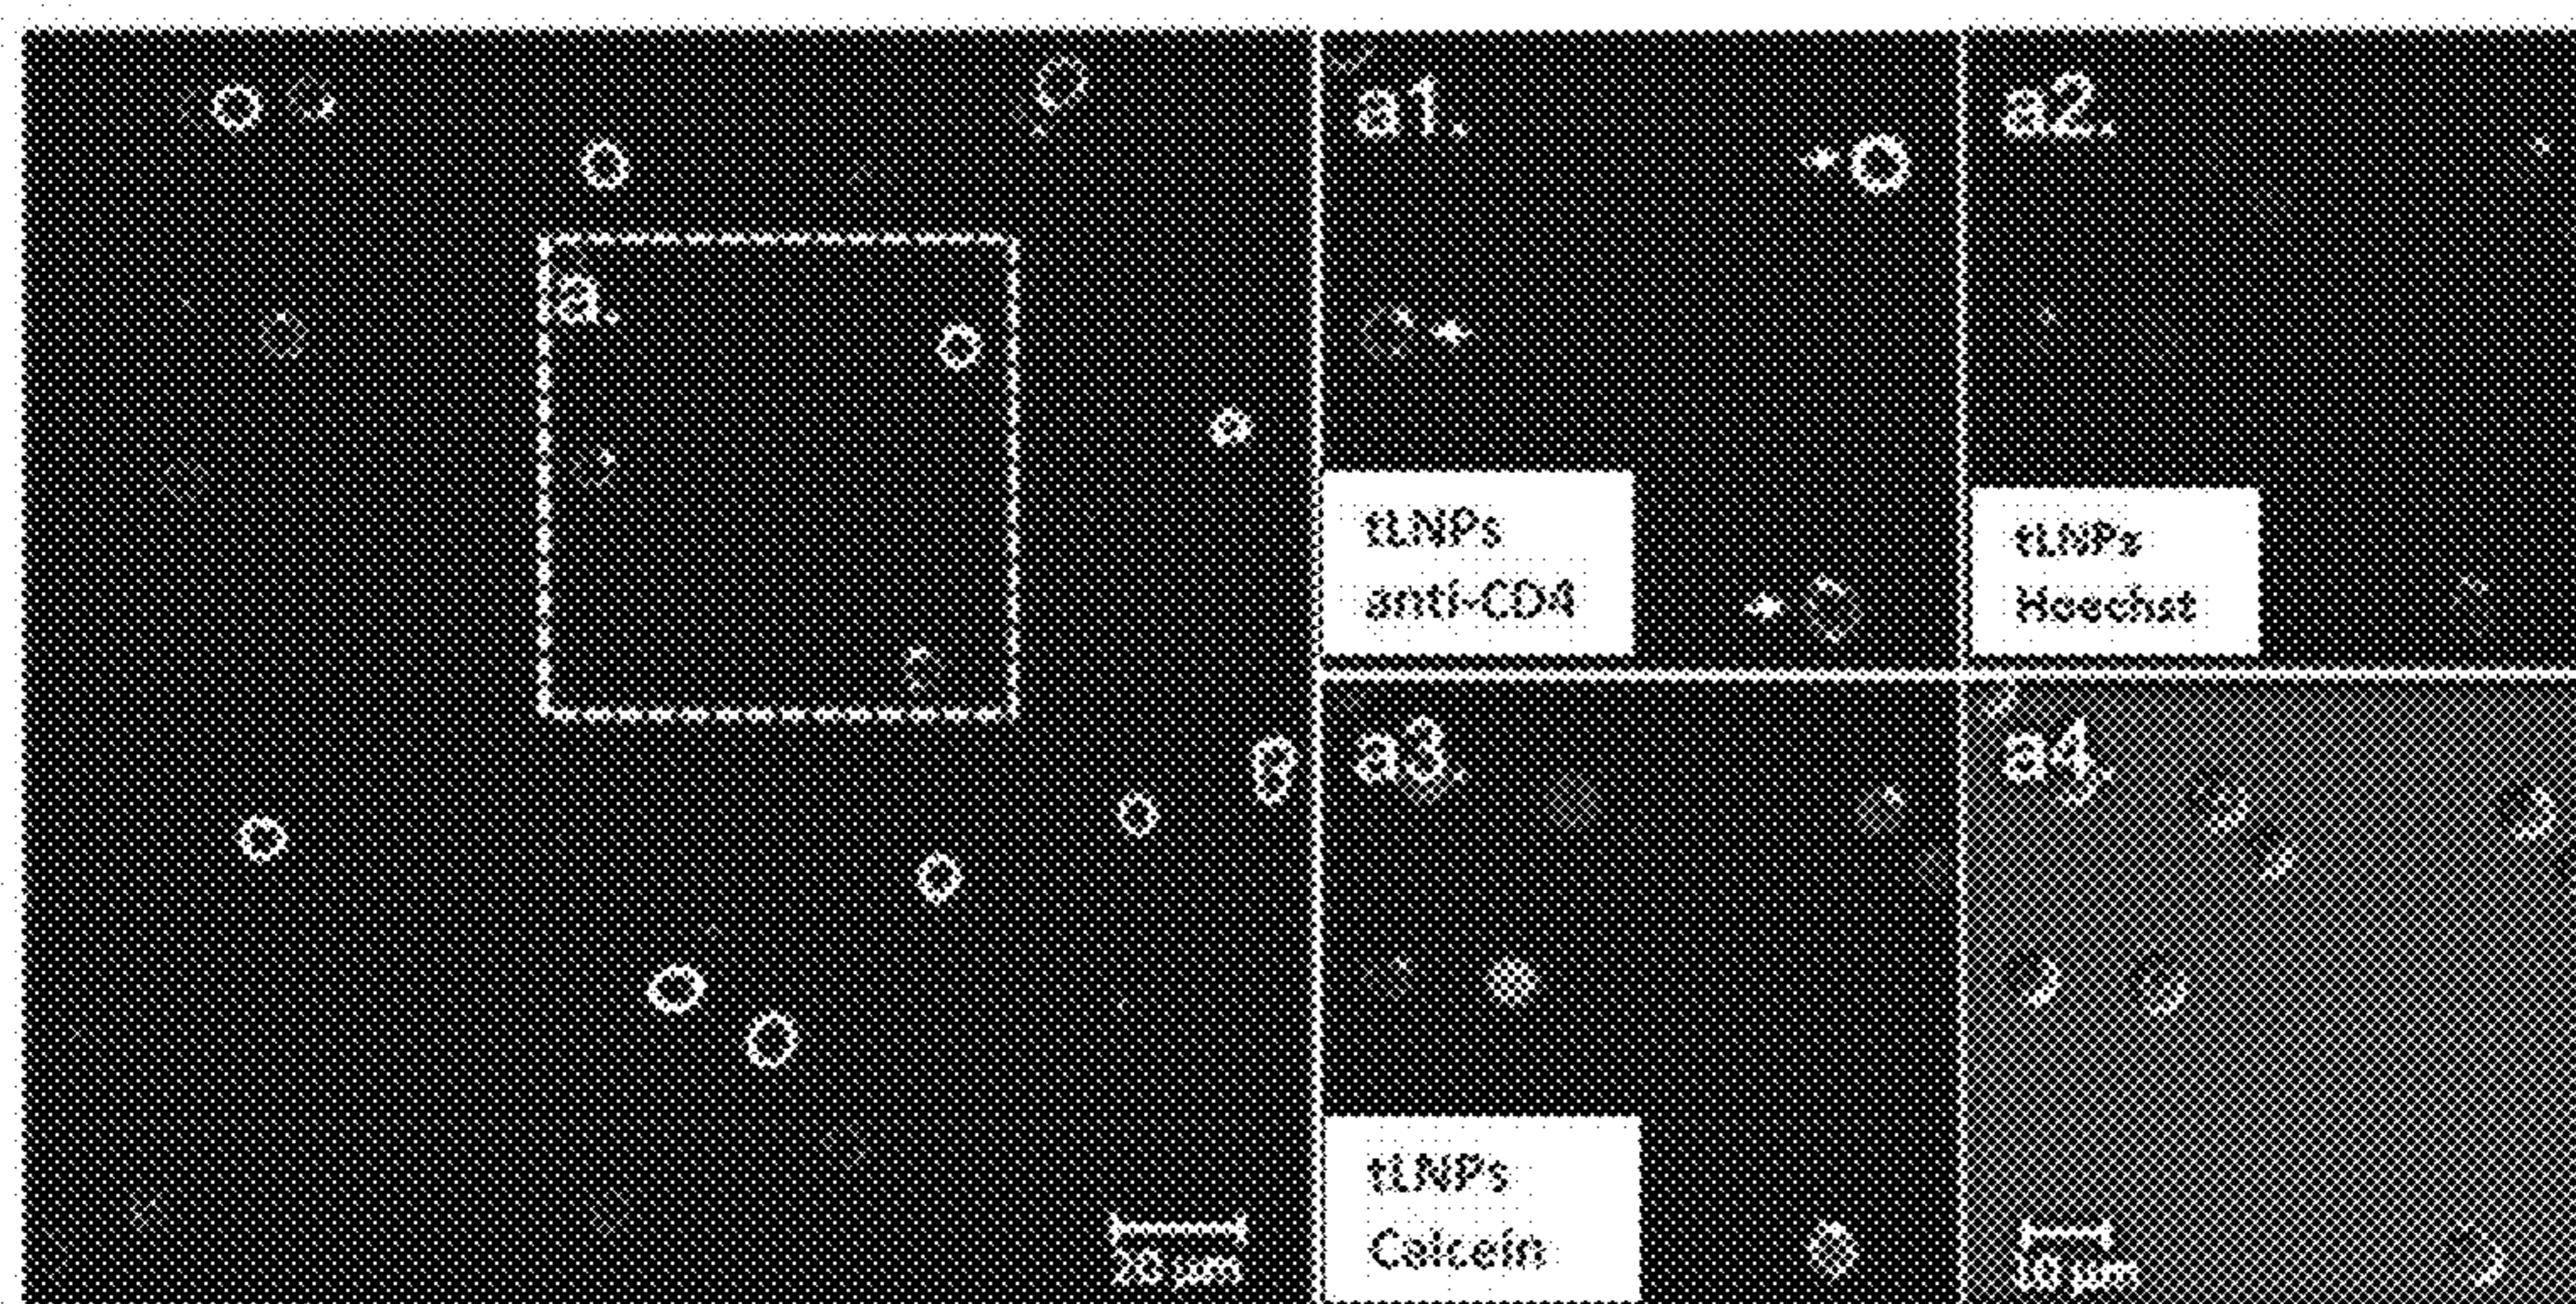 a.
20 µm
a1.
tLNPs
anti-CD4
a2.
tLNPs
Hoechst
a3.
tLNPs
Calcein
a4.
10 µm